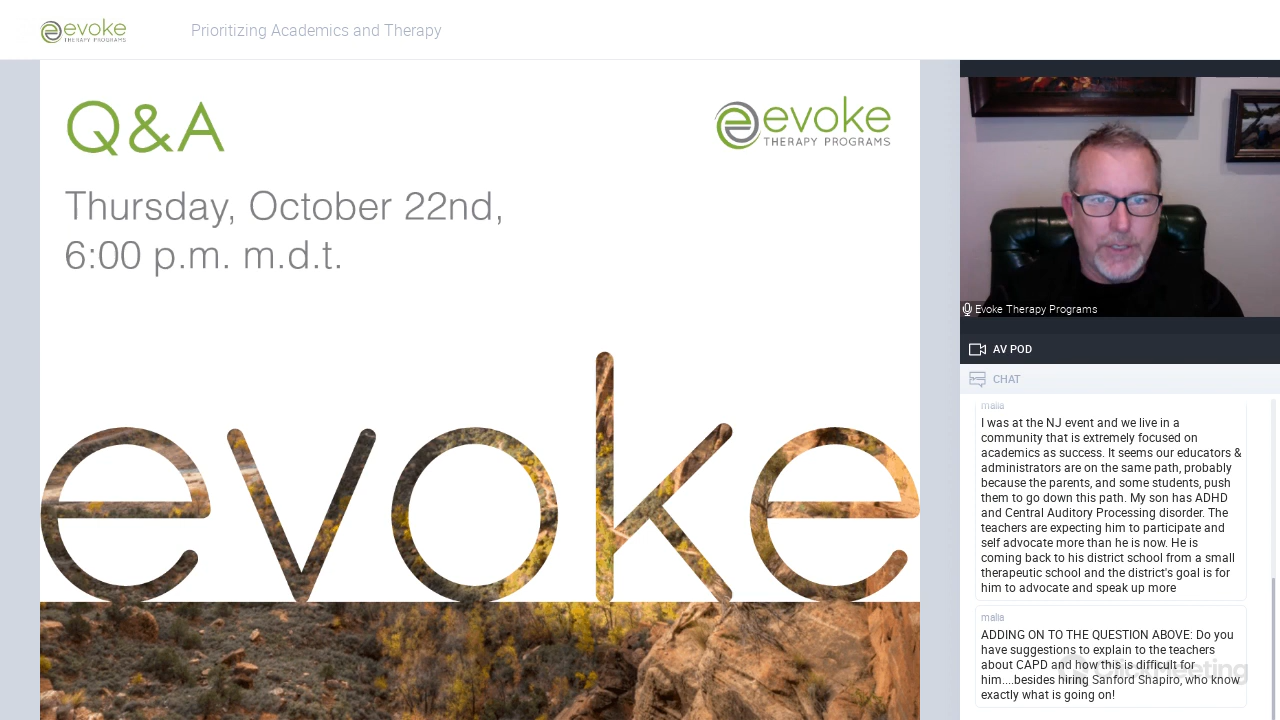 evoke
THERAPY PROGRAMS
Prioritizing Academics and Therapy
Q&A
evoke
THERAPY PROGRAMS
Thursday, October 22nd,
6:00 p.m. m.d.t.
evoke
Evoke Therapy Programs
AV POD
CHAT
malia
I was at the NJ event and we live in a
community that is extremely focused on
academics as success. It seems our educators &
administrators are on the same path, probably
because the parents, and some students, push
them to go down this path. My son has ADHD
and Central Auditory Processing disorder. The
teachers are expecting him to participate and
self advocate more than he is now. He is
coming back to his district school from a small
therapeutic school and the district's goal is for
him to advocate and speak up more
malia
ADDING ON TO THE QUESTION ABOVE: Do you
have suggestions to explain to the teachers
about CAPD and how this is difficult for
him....besides hiring Sanford Shapiro, who know
exactly what is going on!